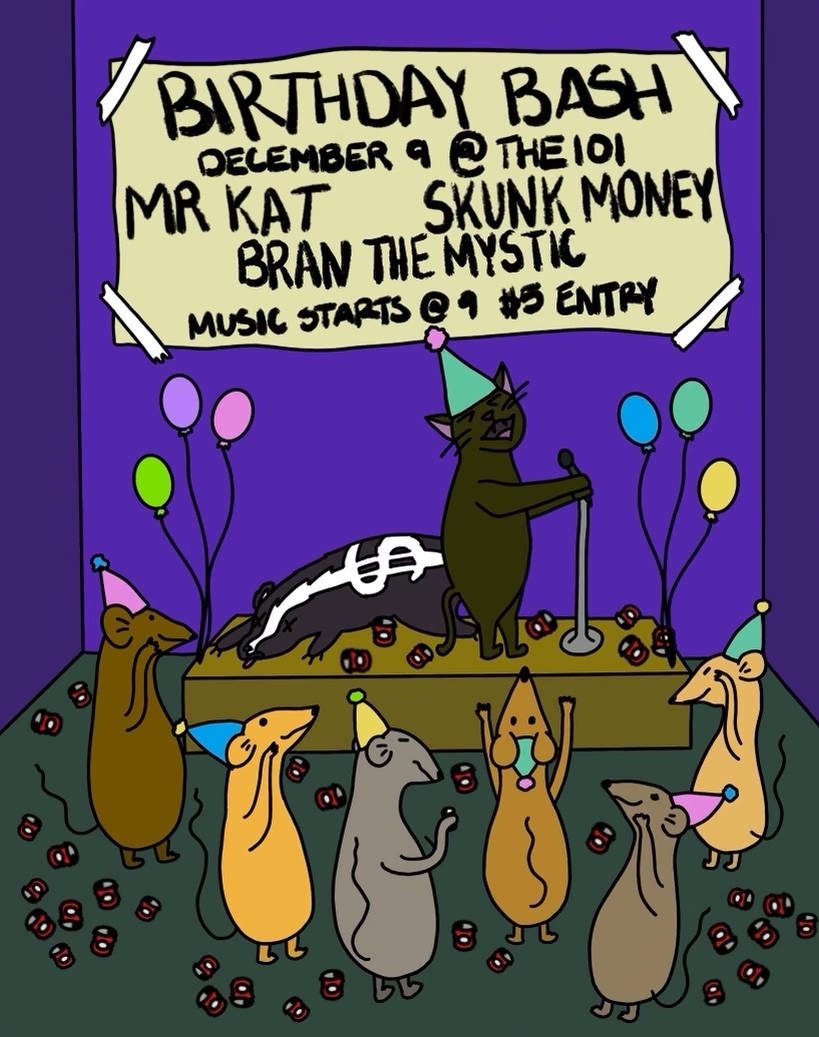 BIRTHDAY BASH
DECEMBER 9 @ THE 101
MR KAT SKUNK MONEY
BRAN THE MYSTIC
MUSIC STARTS @ 9 $5 ENTRY
$